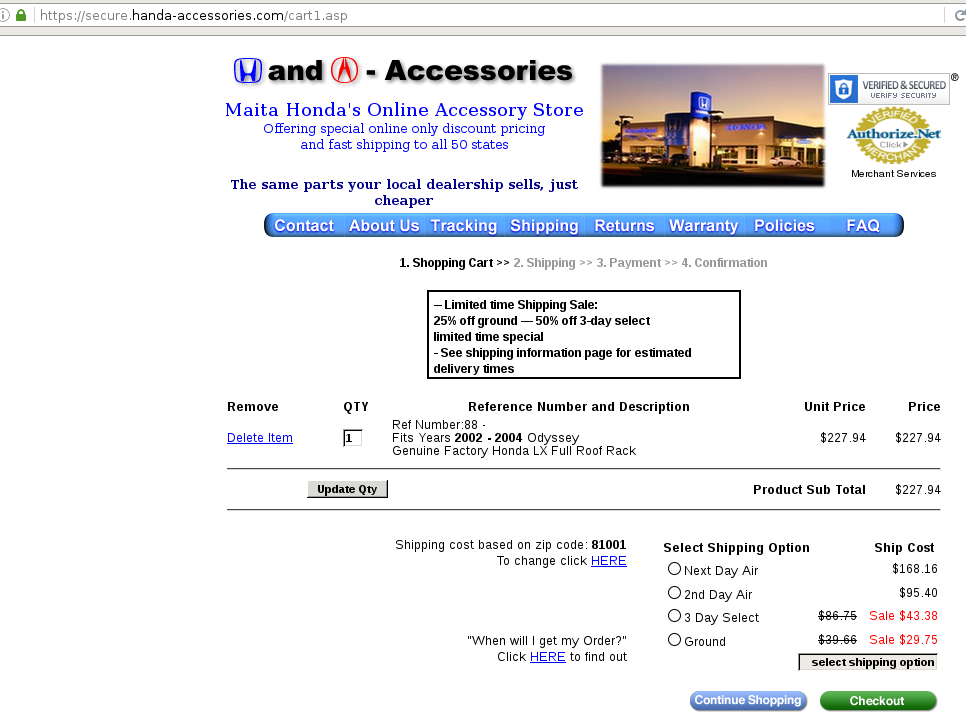 https://secure.handa-accessories.com/cart1.asp
and - Accessories
Maita Honda's Online Accessory Store
Offering special online only discount pricing
and fast shipping to all 50 states
The same parts your local dealership sells, just
cheaper
HONDA
VERIFIED & SECURED
VERIFY SECURITY
®
VERIFIED
Authorize.Net
Click
MERCHANT
Merchant Services
Contact About Us Tracking Shipping Returns Warranty Policies FAQ
1. Shopping Cart >> 2. Shipping >> 3. Payment >> 4. Confirmation
-- Limited time Shipping Sale:
25% off ground — 50% off 3-day select
limited time special
- See shipping information page for estimated
delivery times
Remove QTY Reference Number and Description Unit Price Price
Ref Number:88 -
Delete Item 1 Fits Years 2002 - 2004 Odyssey $227.94 $227.94
Genuine Factory Honda LX Full Roof Rack
Update Qty Product Sub Total $227.94
Shipping cost based on zip code: 81001
To change click HERE
Select Shipping Option Ship Cost
Next Day Air $168.16
2nd Day Air $95.40
3 Day Select $86.75 Sale $43.38
Ground $39.66 Sale $29.75
"When will I get my Order?"
Click HERE to find out
select shipping option
Continue Shopping Checkout